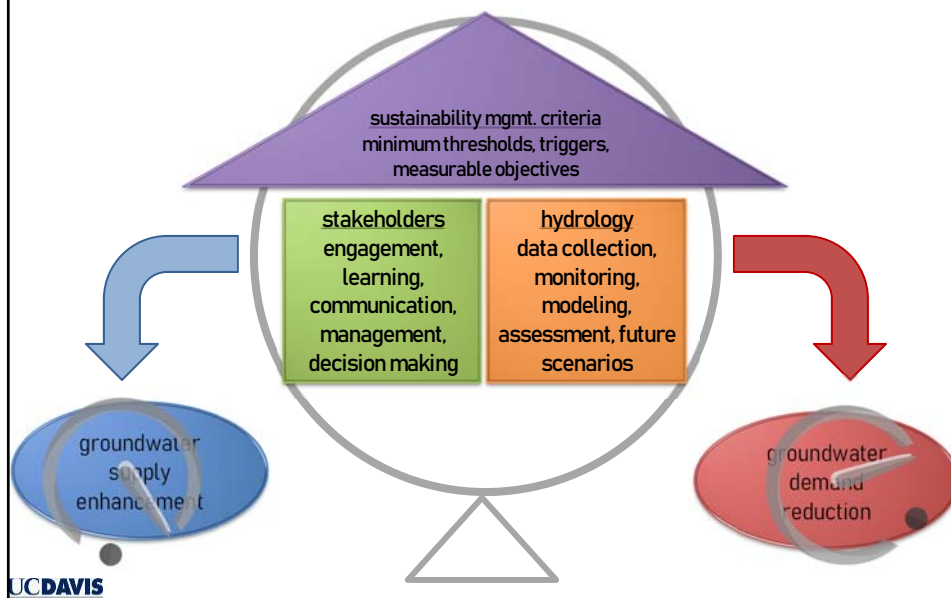 sustainability mgmt. criteria
minimum thresholds, triggers,
measurable objectives
stakeholders
engagement,
learning,
communication,
management,
decision making
hydrology
data collection,
monitoring,
modeling,
assessment, future
scenarios
groundwater
supply
enhancement
groundwater
demand
reduction
UCDAVIS